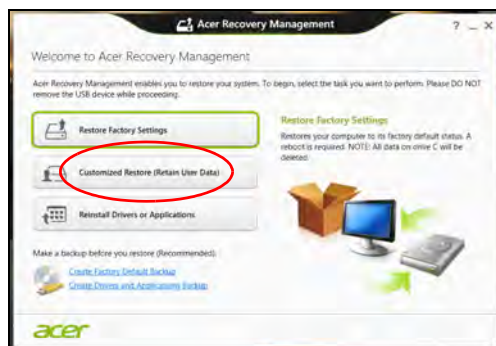 Acer Recovery Management
? _ X
Welcome to Acer Recovery Management
Acer Recovery Management enables you to restore your system. To begin, select the task you want to perform. Please DO NOT
remove the USB device while proceeding.
Restore Factory Settings
Customized Restore (Retain User Data)
Reinstall Drivers or Applications
Restore Factory Settings
Restores your computer to its factory default status. A
reboot is required. NOTE: All data on drive C will be
deleted.
Make a backup before you restore (Recommended):
Create Factory Default Backup
Create Drivers and Applications Backup
acer